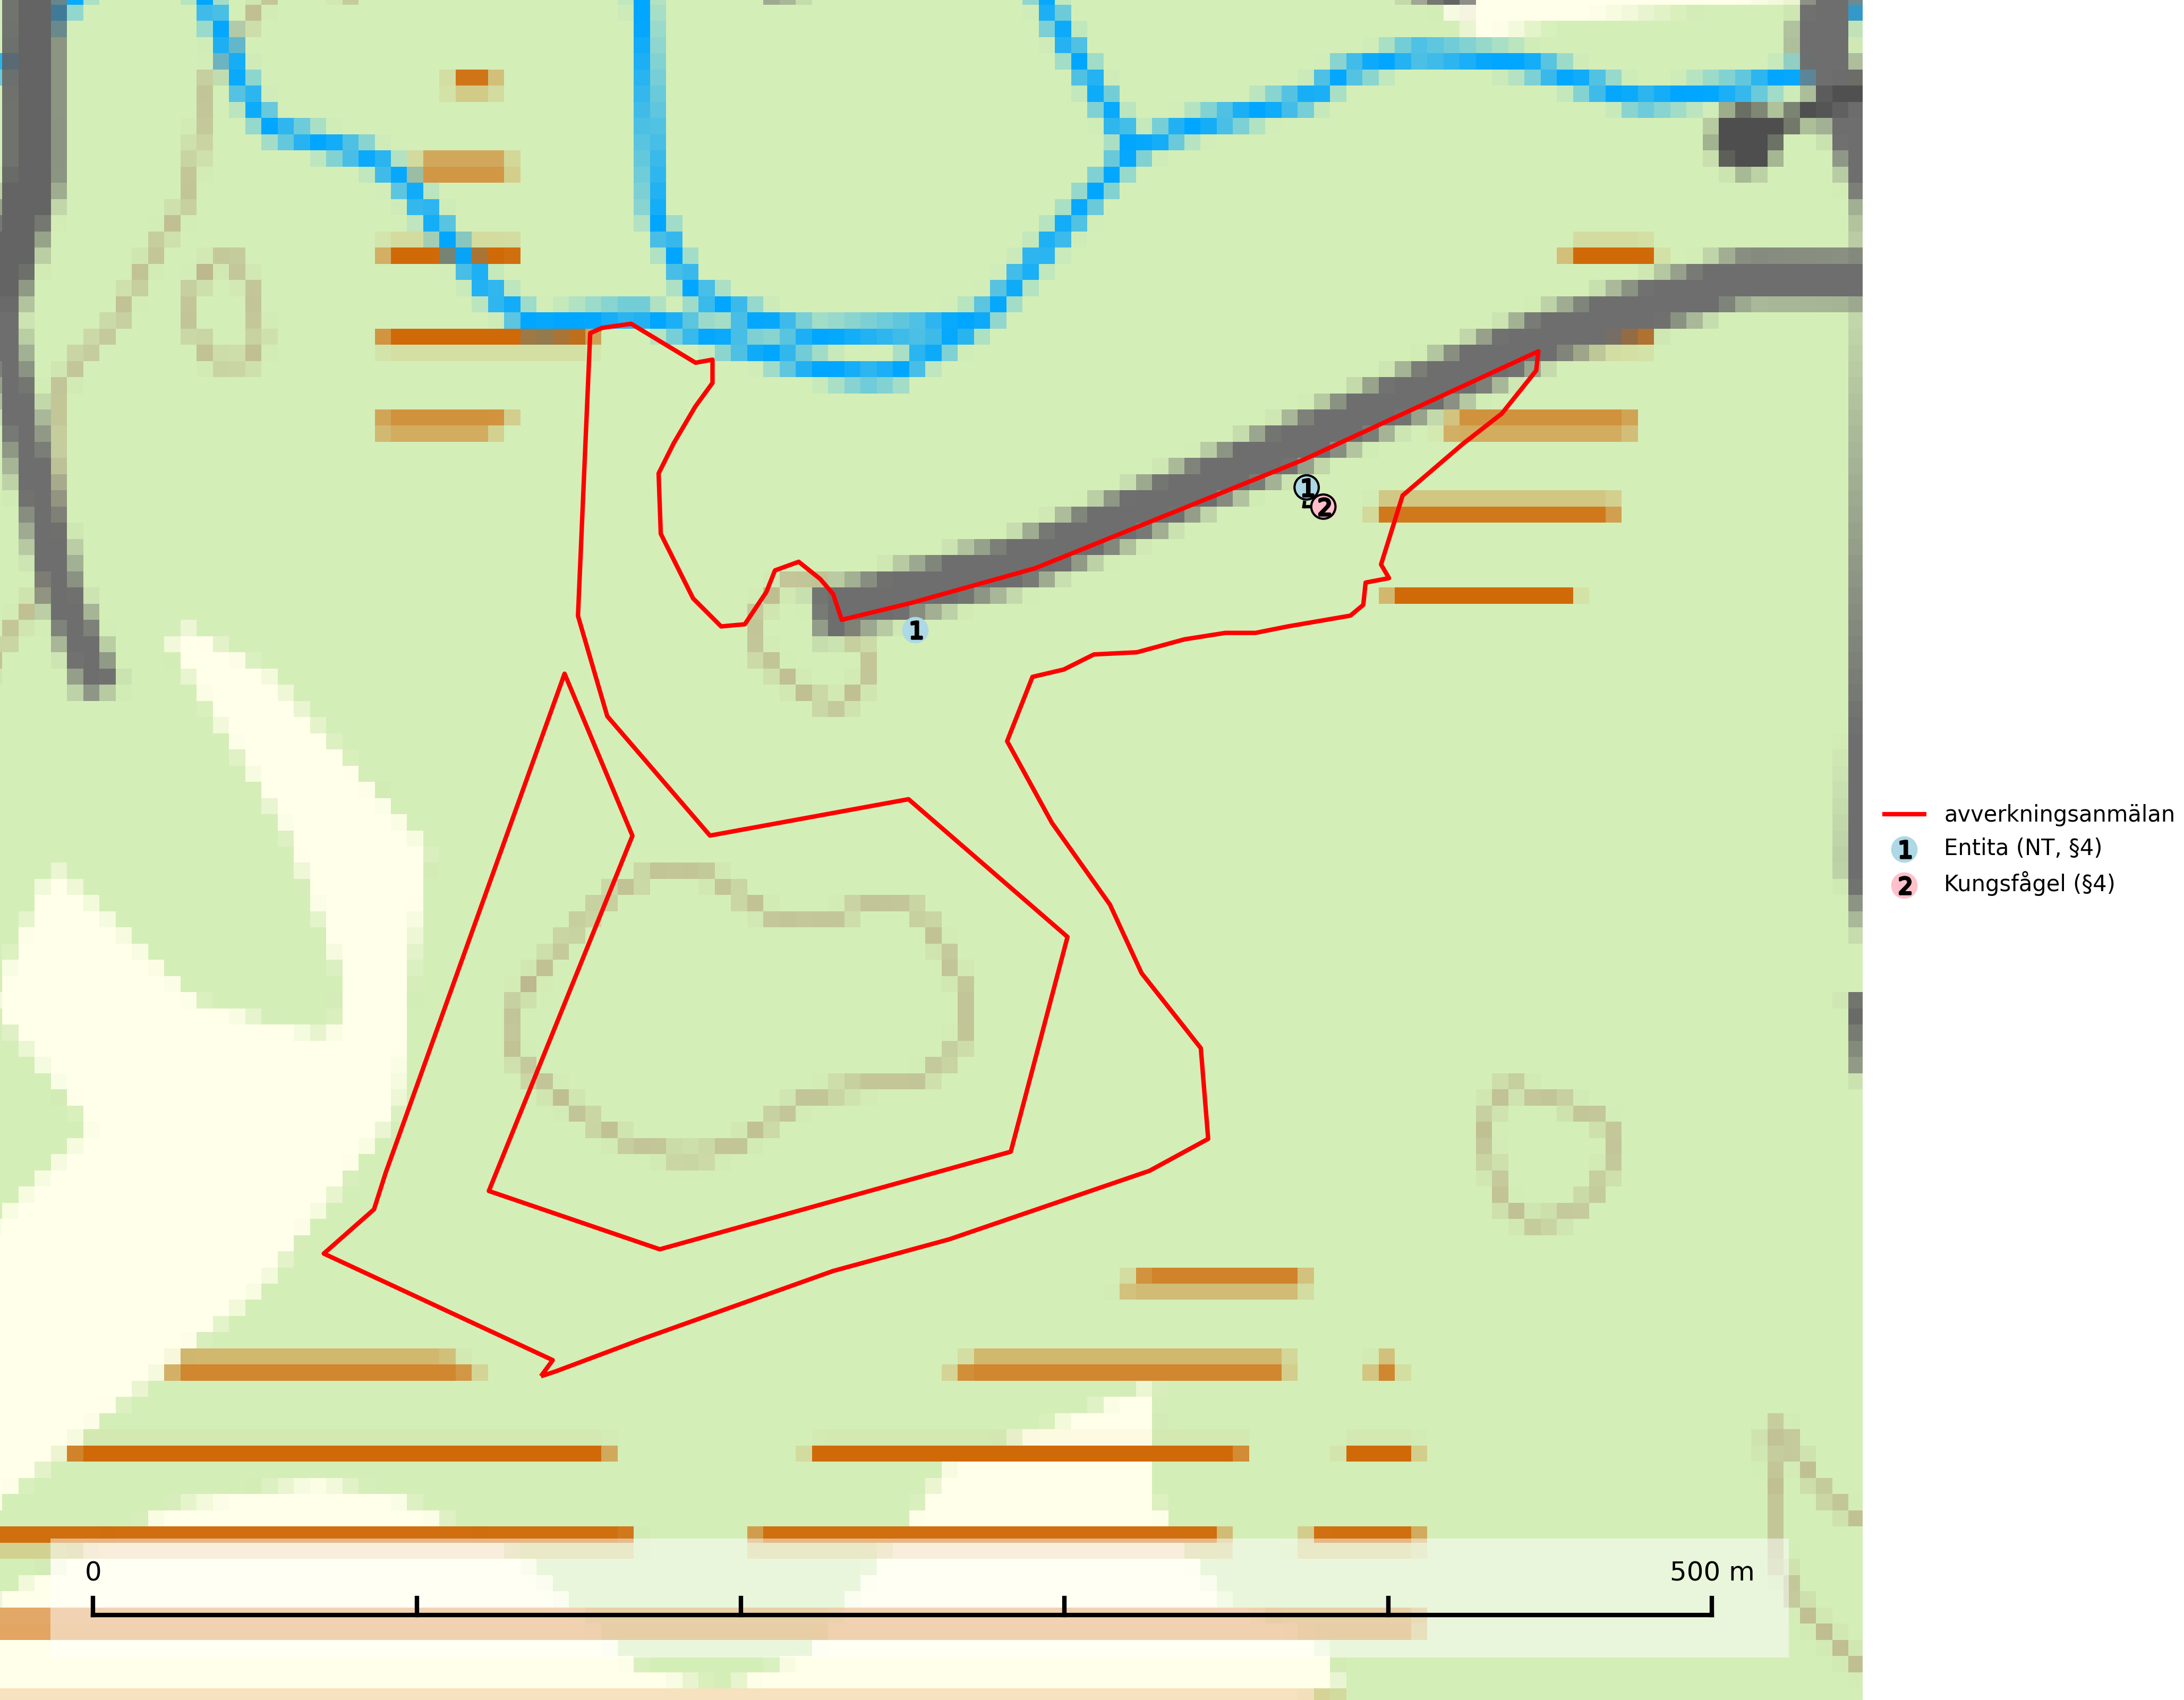 1
2
1
avverkningsanmälan
1 Entita (NT, §4)
2 Kungsfågel (§4)
0 500 m